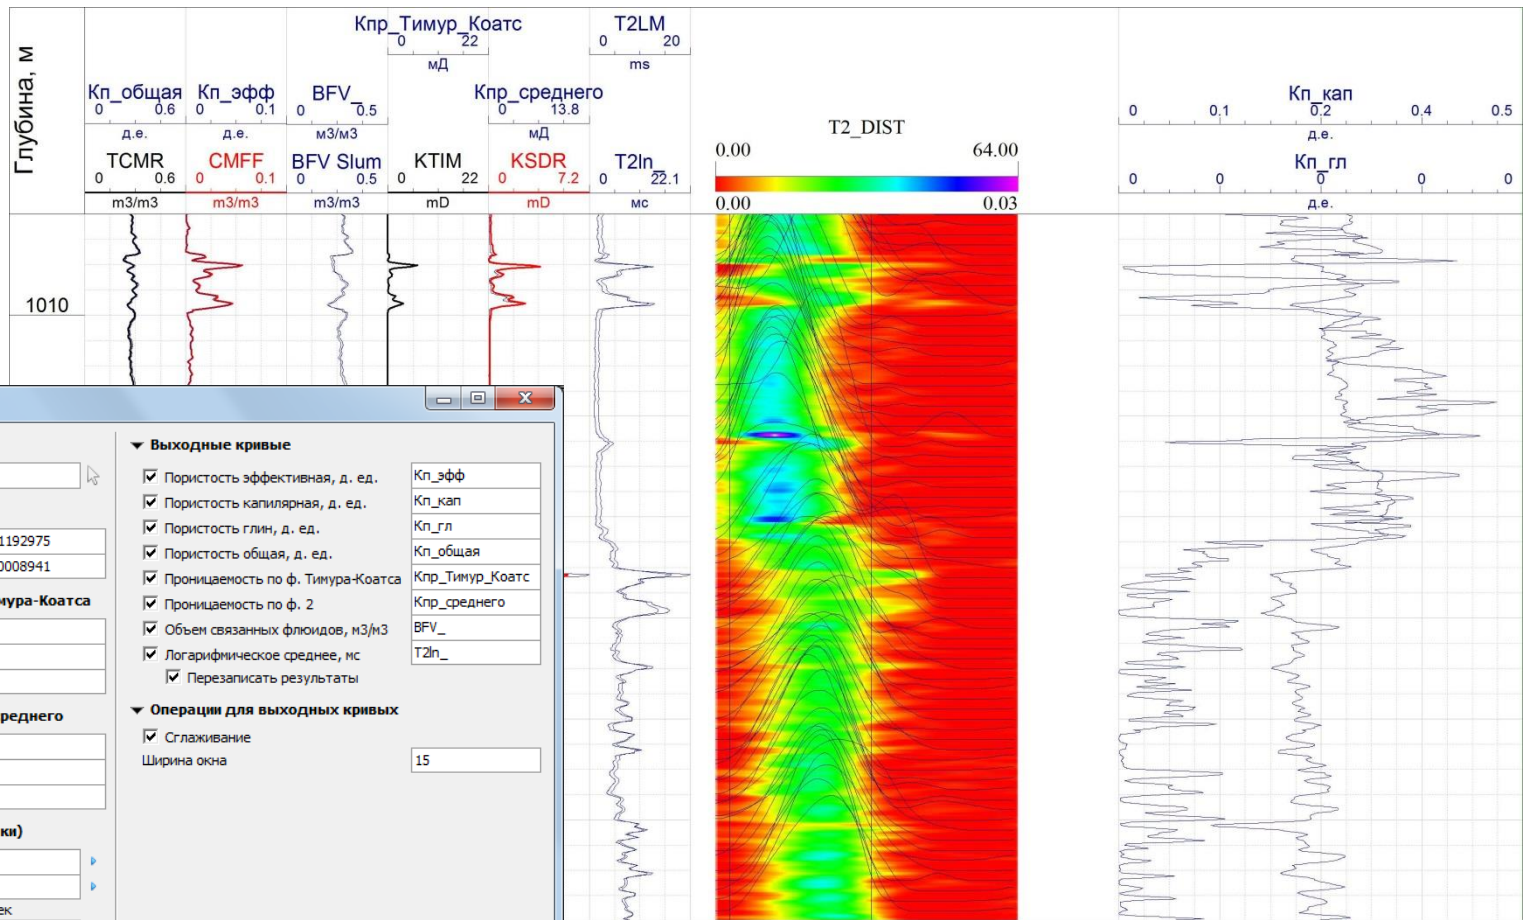 Кпр_Тимур_Коатс T2LM
0 22 0 20
мД ms
Глубина, м
Кп_общая Кп_эфф BFV_ Кпр_среднего Кп_кап
0 0.6 0 0.1 0 0.5 0 13.8 0 0.1 0.2 0.4 0.5
д.е. д.е. м3/м3 мД д.е.
T2_DIST
TCMR CMFF BFV Slum KTIM KSDR T2ln_ Кп_гл
0.00 64.00
0 0.6 0 0.1 0 0.5 0 22 0 7.2 0 22.1 0 0 0 0 0
m3/m3 m3/m3 m3/m3 mD mD мс д.е.
0.00 0.03
1010
Выходные кривые
Пористость эффективная, д. ед. Кп_эфф
Пористость капилярная, д. ед. Кп_кап
Пористость глин, д. ед. Кп_гл
Пористость общая, д. ед. Кп_общая
Проницаемость по ф. Тимура-Коатса Кпр_Тимур_Коатс
Проницаемость по ф. 2 Кпр_среднего
Объем связанных флюидов, м3/м3 BFV_
Логарифмическое среднее, мс T2ln_
Перезаписать результаты
Операции для выходных кривых
Сглаживание
Ширина окна 15
1192975
0008941
мура-Коатса
реднего
ки)
ек